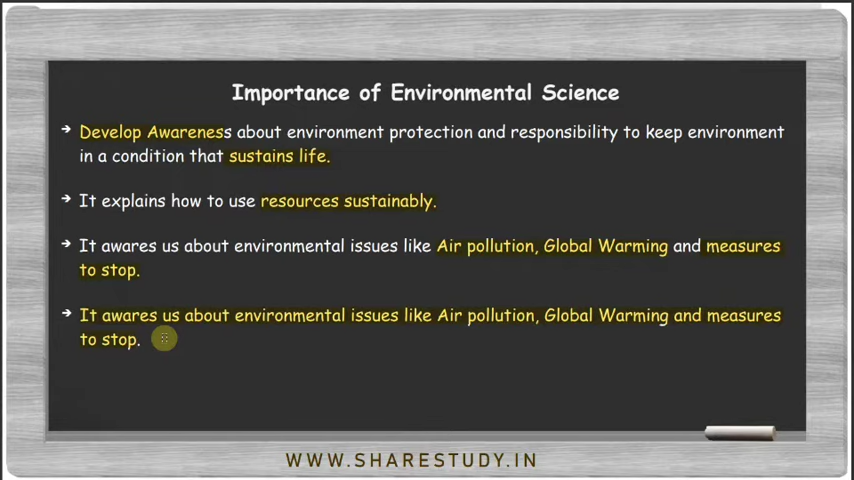 Importance of Environmental Science
→ Develop Awareness about environment protection and responsibility to keep environment
in a condition that sustains life.
→ It explains how to use resources sustainably.
→ It awares us about environmental issues like Air pollution, Global Warming and measures
to stop.
→ It awares us about environmental issues like Air pollution, Global Warming and measures
to stop.
WWW.SHARESTUDY.IN